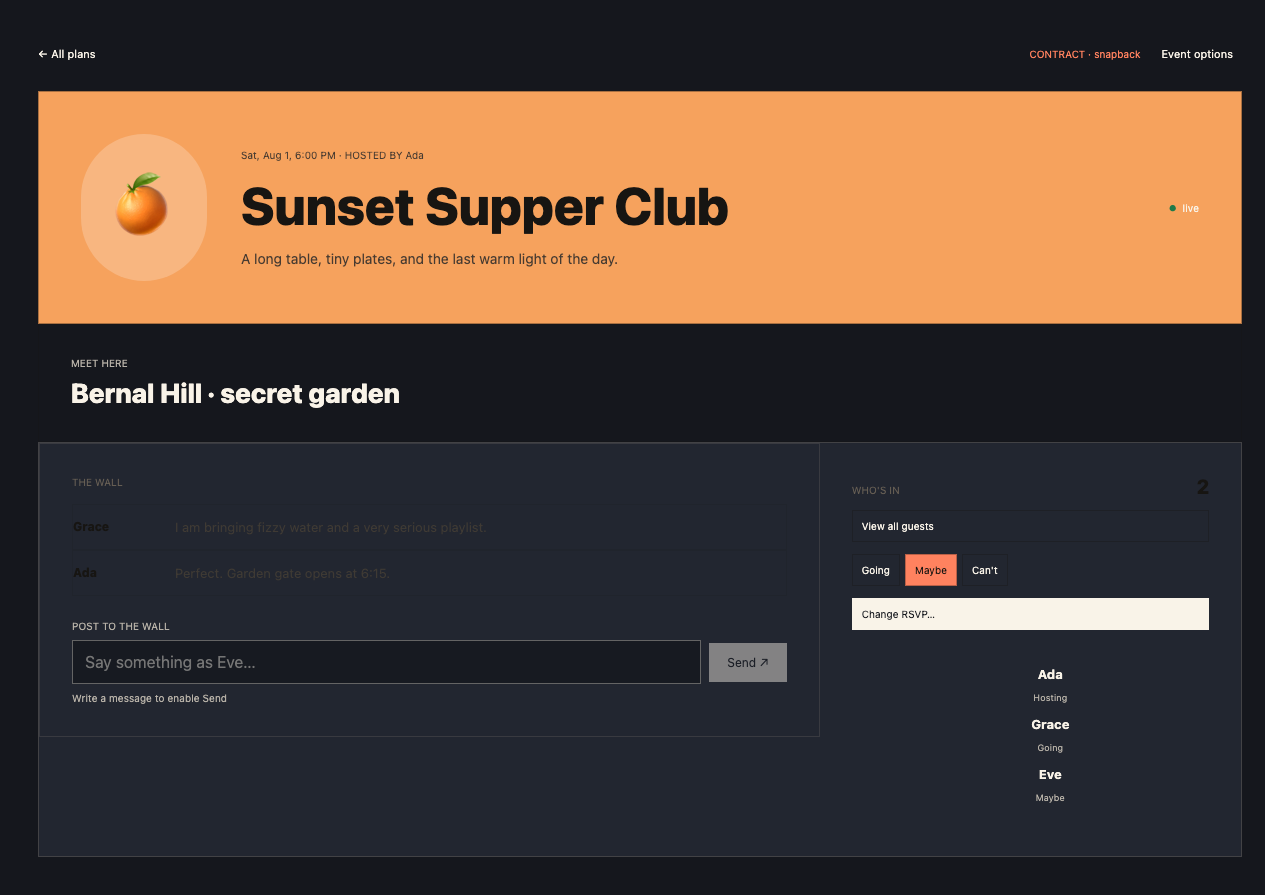 ← All plans
CONTRACT · snapback
Event options
Sat, Aug 1, 6:00 PM · HOSTED BY Ada
Sunset Supper Club
A long table, tiny plates, and the last warm light of the day.
live
MEET HERE
Bernal Hill · secret garden
THE WALL
Grace I am bringing fizzy water and a very serious playlist.
Ada Perfect. Garden gate opens at 6:15.
POST TO THE WALL
Say something as Eve...
Send ↗
Write a message to enable Send
WHO'S IN 2
View all guests
Going Maybe Can't
Change RSVP...
Ada
Hosting
Grace
Going
Eve
Maybe